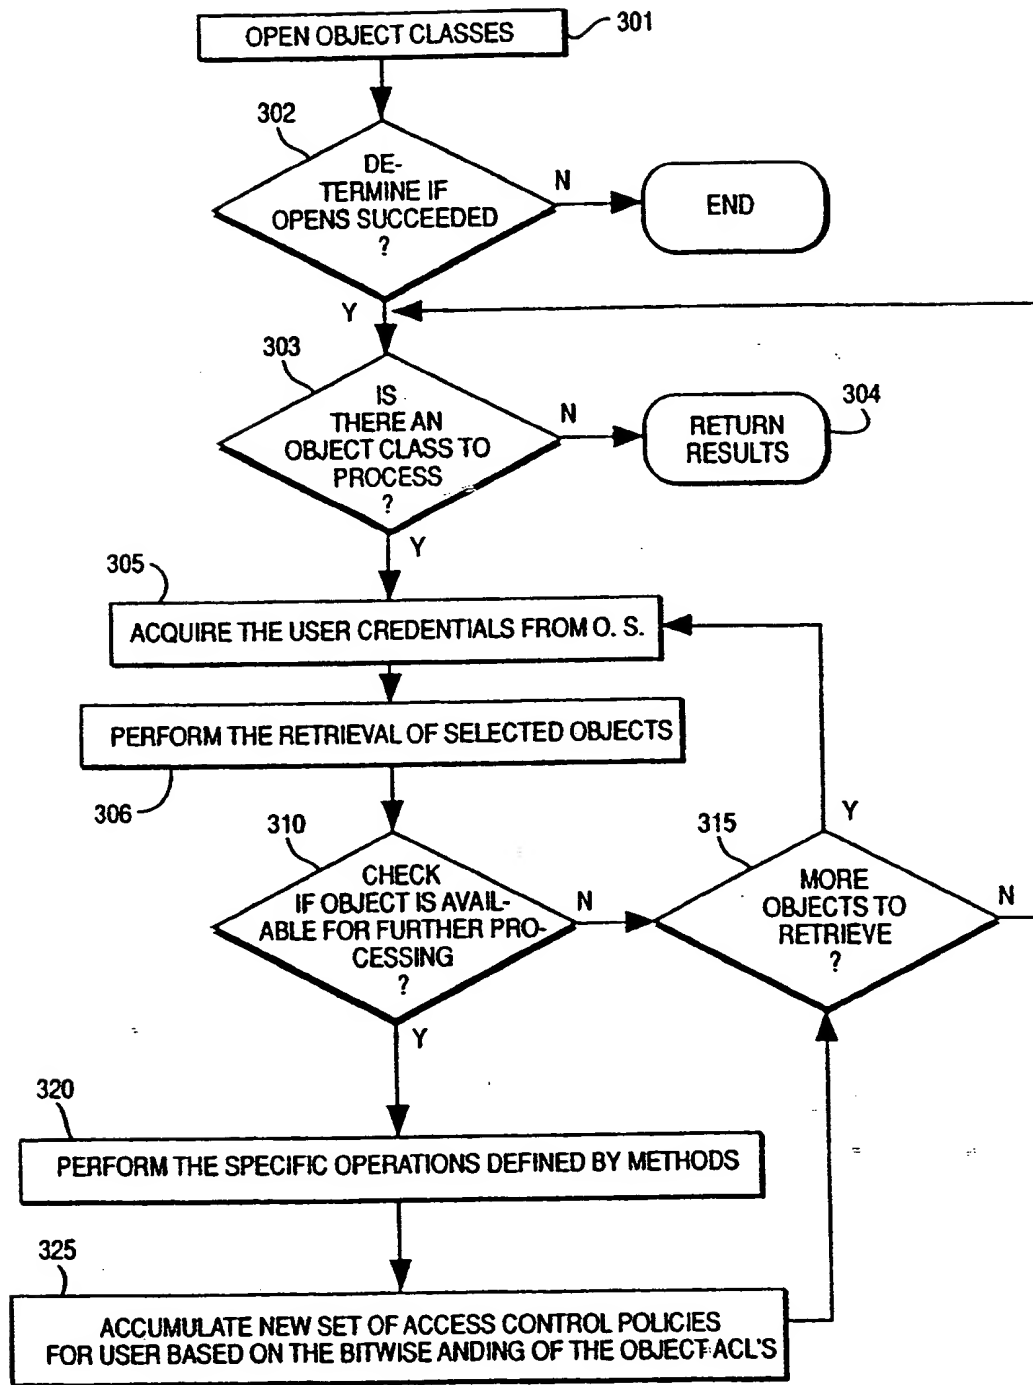 OPEN OBJECT CLASSES
301
302
DE-
TERMINE IF
OPENS SUCCEEDED
?
N
END
Y
303
IS
THERE AN
OBJECT CLASS TO
PROCESS
?
N
RETURN
RESULTS
304
Y
305
ACQUIRE THE USER CREDENTIALS FROM O. S.
PERFORM THE RETRIEVAL OF SELECTED OBJECTS
306
310
CHECK
IF OBJECT IS AVAIL-
ABLE FOR FURTHER PRO-
CESSING
?
N
Y
315
MORE
OBJECTS TO
RETRIEVE
?
Y
N
320
PERFORM THE SPECIFIC OPERATIONS DEFINED BY METHODS
325
ACCUMULATE NEW SET OF ACCESS CONTROL POLICIES
FOR USER BASED ON THE BITWISE ANDING OF THE OBJECT ACL'S